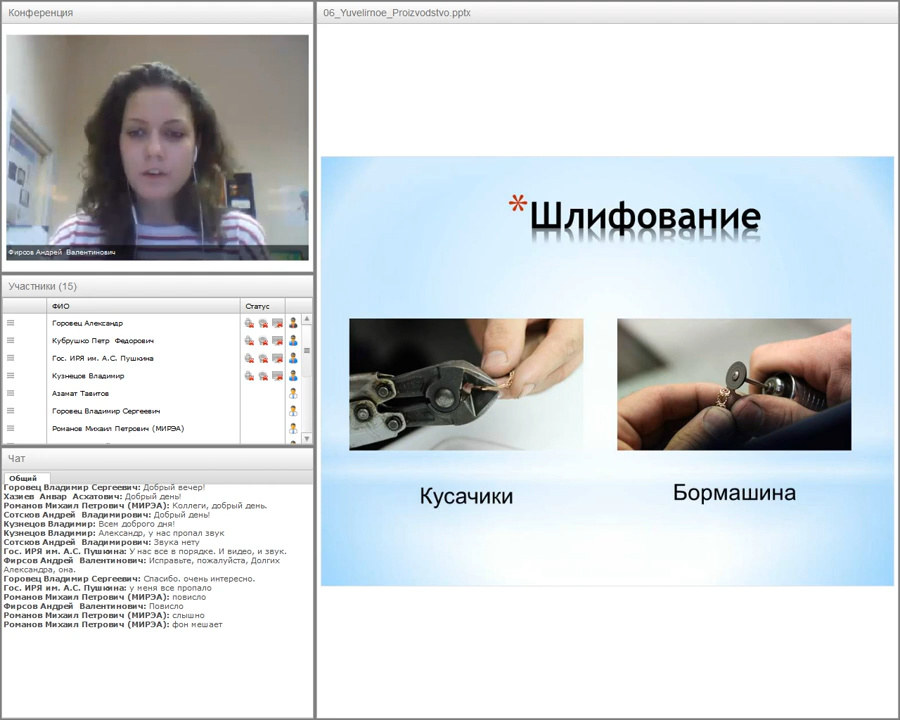 Конференция
Фирсов Андрей Валентинович
Участники (15)
ФИО Статус
Горовец Александр
Кубрушко Петр Федорович
Гос. ИРЯ им. А.С. Пушкина
Кузнецов Владимир
Азамат Тавитов
Горовец Владимир Сергеевич
Романов Михаил Петрович (МИРЭА)
Чат
Общий
Горовец Владимир Сергеевич: Добрый вечер!
Хазиев Анвар Асхатович: Добрый день!
Романов Михаил Петрович (МИРЭА): Коллеги, добрый день.
Сотсков Андрей Владимирович: Добрый день!
Кузнецов Владимир: Всем доброго дня!
Кузнецов Владимир: Александр, у нас пропал звук
Сотсков Андрей Владимирович: Звука нету
Гос. ИРЯ им. А.С. Пушкина: У нас все в порядке. И видео, и звук.
Фирсов Андрей Валентинович: Исправьте, пожалуйста, Долгих
Александра, она.
Горовец Владимир Сергеевич: Спасибо. очень интересно.
Гос. ИРЯ им. А.С. Пушкина: у меня все пропало
Романов Михаил Петрович (МИРЭА): повисло
Фирсов Андрей Валентинович: Повисло
Романов Михаил Петрович (МИРЭА): слышно
Романов Михаил Петрович (МИРЭА): фон мешает
06_Yuvelirnoe_Proizvodstvo.pptx
*Шлифование
Кусачики
Бормашина